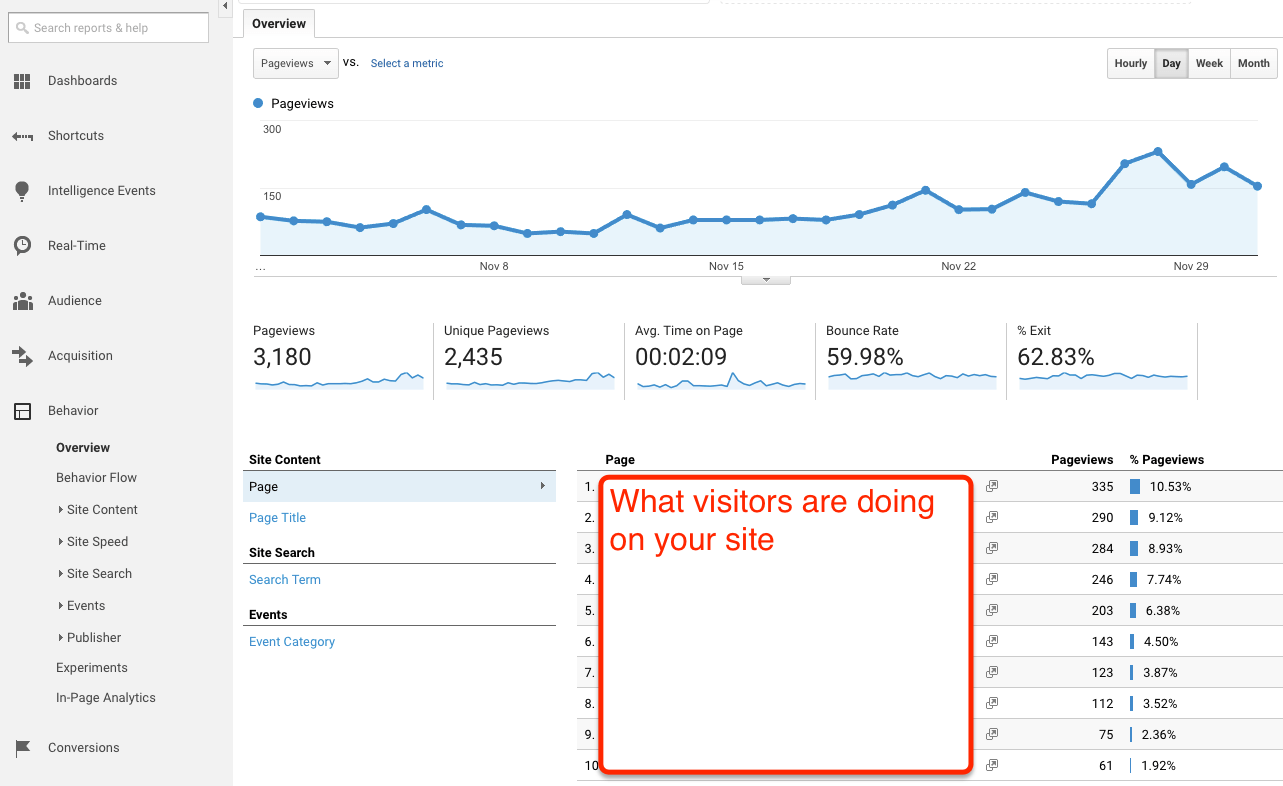 Search reports & help
Dashboards
Shortcuts
Intelligence Events
Real-Time
Audience
Acquisition
Behavior
Overview
Behavior Flow
Site Content
Site Speed
Site Search
Events
Publisher
Experiments
In-Page Analytics
Conversions
Overview
Pageviews vs. Select a metric
Hourly Day Week Month
Pageviews
300
150
... Nov 8 Nov 15 Nov 22 Nov 29
Pageviews Unique Pageviews Avg. Time on Page Bounce Rate % Exit
3,180 2,435 00:02:09 59.98% 62.83%
Site Content
Page
Page Title
Site Search
Search Term
Events
Event Category
Page Pageviews % Pageviews
What visitors are doing
on your site
1. 335 10.53%
2. 290 9.12%
3. 284 8.93%
4. 246 7.74%
5. 203 6.38%
6. 143 4.50%
7. 123 3.87%
8. 112 3.52%
9. 75 2.36%
10 61 1.92%